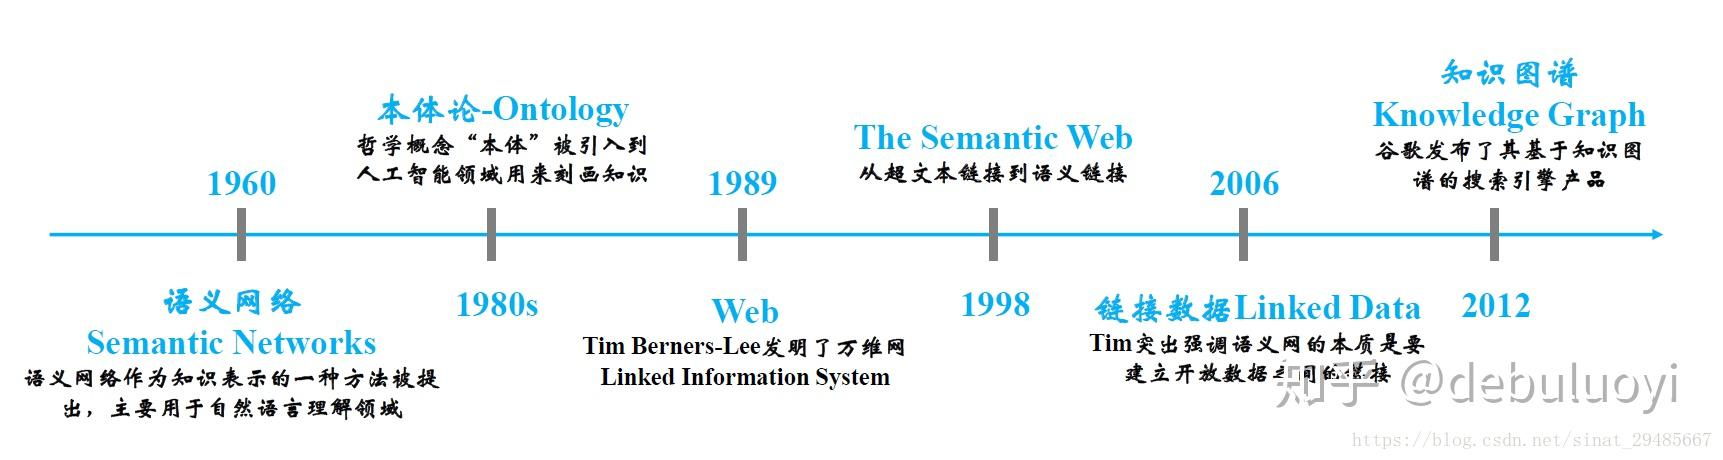 1960
语义网络
Semantic Networks
语义网络作为知识表示的一种方法被提
出，主要用于自然语言理解领域
本体论-Ontology
哲学概念“本体”被引入到
人工智能领域用来刻画知识
1980s
1989
Web
Tim Berners-Lee发明了万维网
Linked Information System
The Semantic Web
从超文本链接到语义链接
1998
2006
链接数据Linked Data
Tim突出强调语义网的本质是要
建立开放数据之间的链接
知识图谱
Knowledge Graph
谷歌发布了其基于知识图
谱的搜索引擎产品
2012
知乎 @debuluoyi
https://blog.csdn.net/sinat_29485667